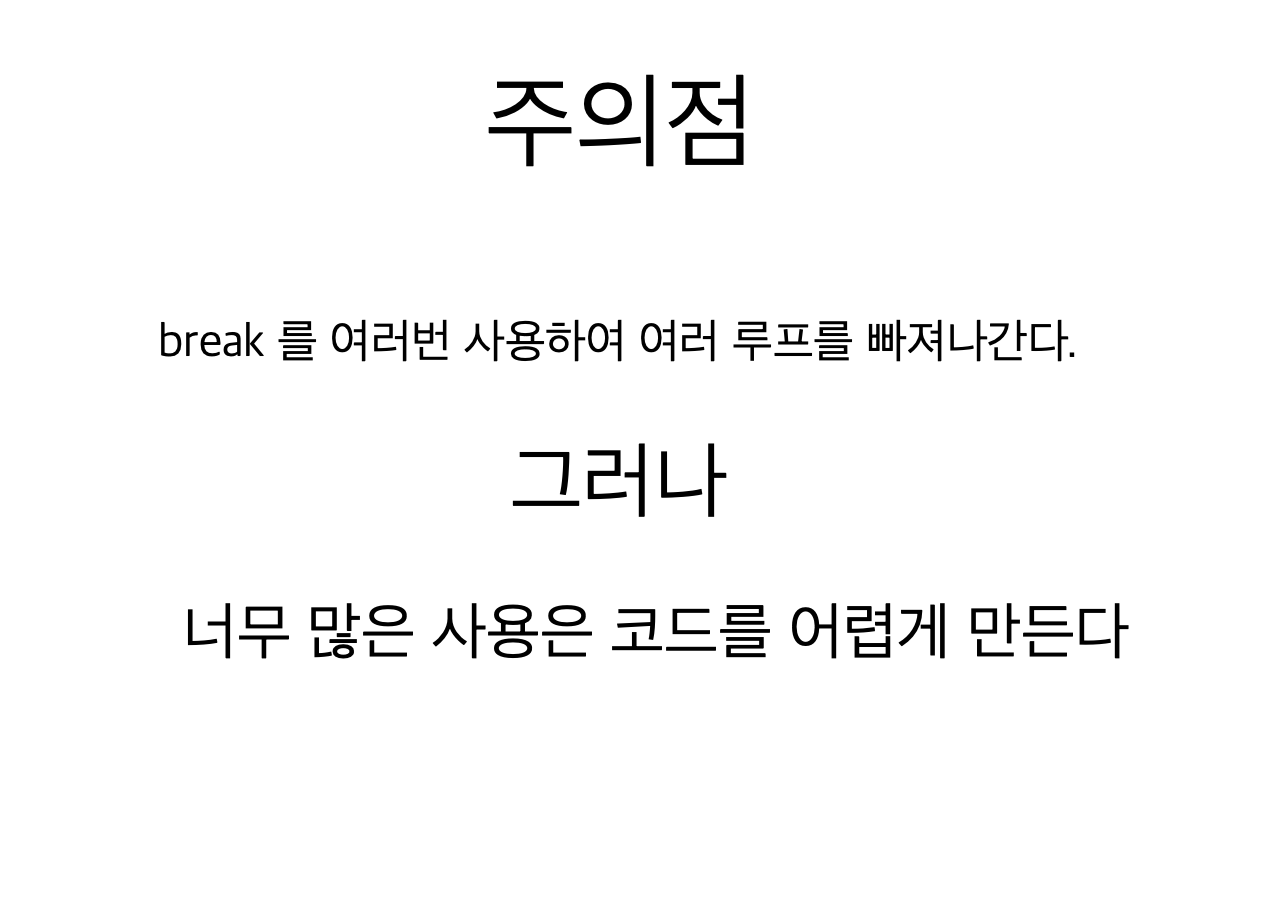 주의점
break 를 여러번 사용하여 여러 루프를 빠져나간다.
그러나
너무 많은 사용은 코드를 어렵게 만든다